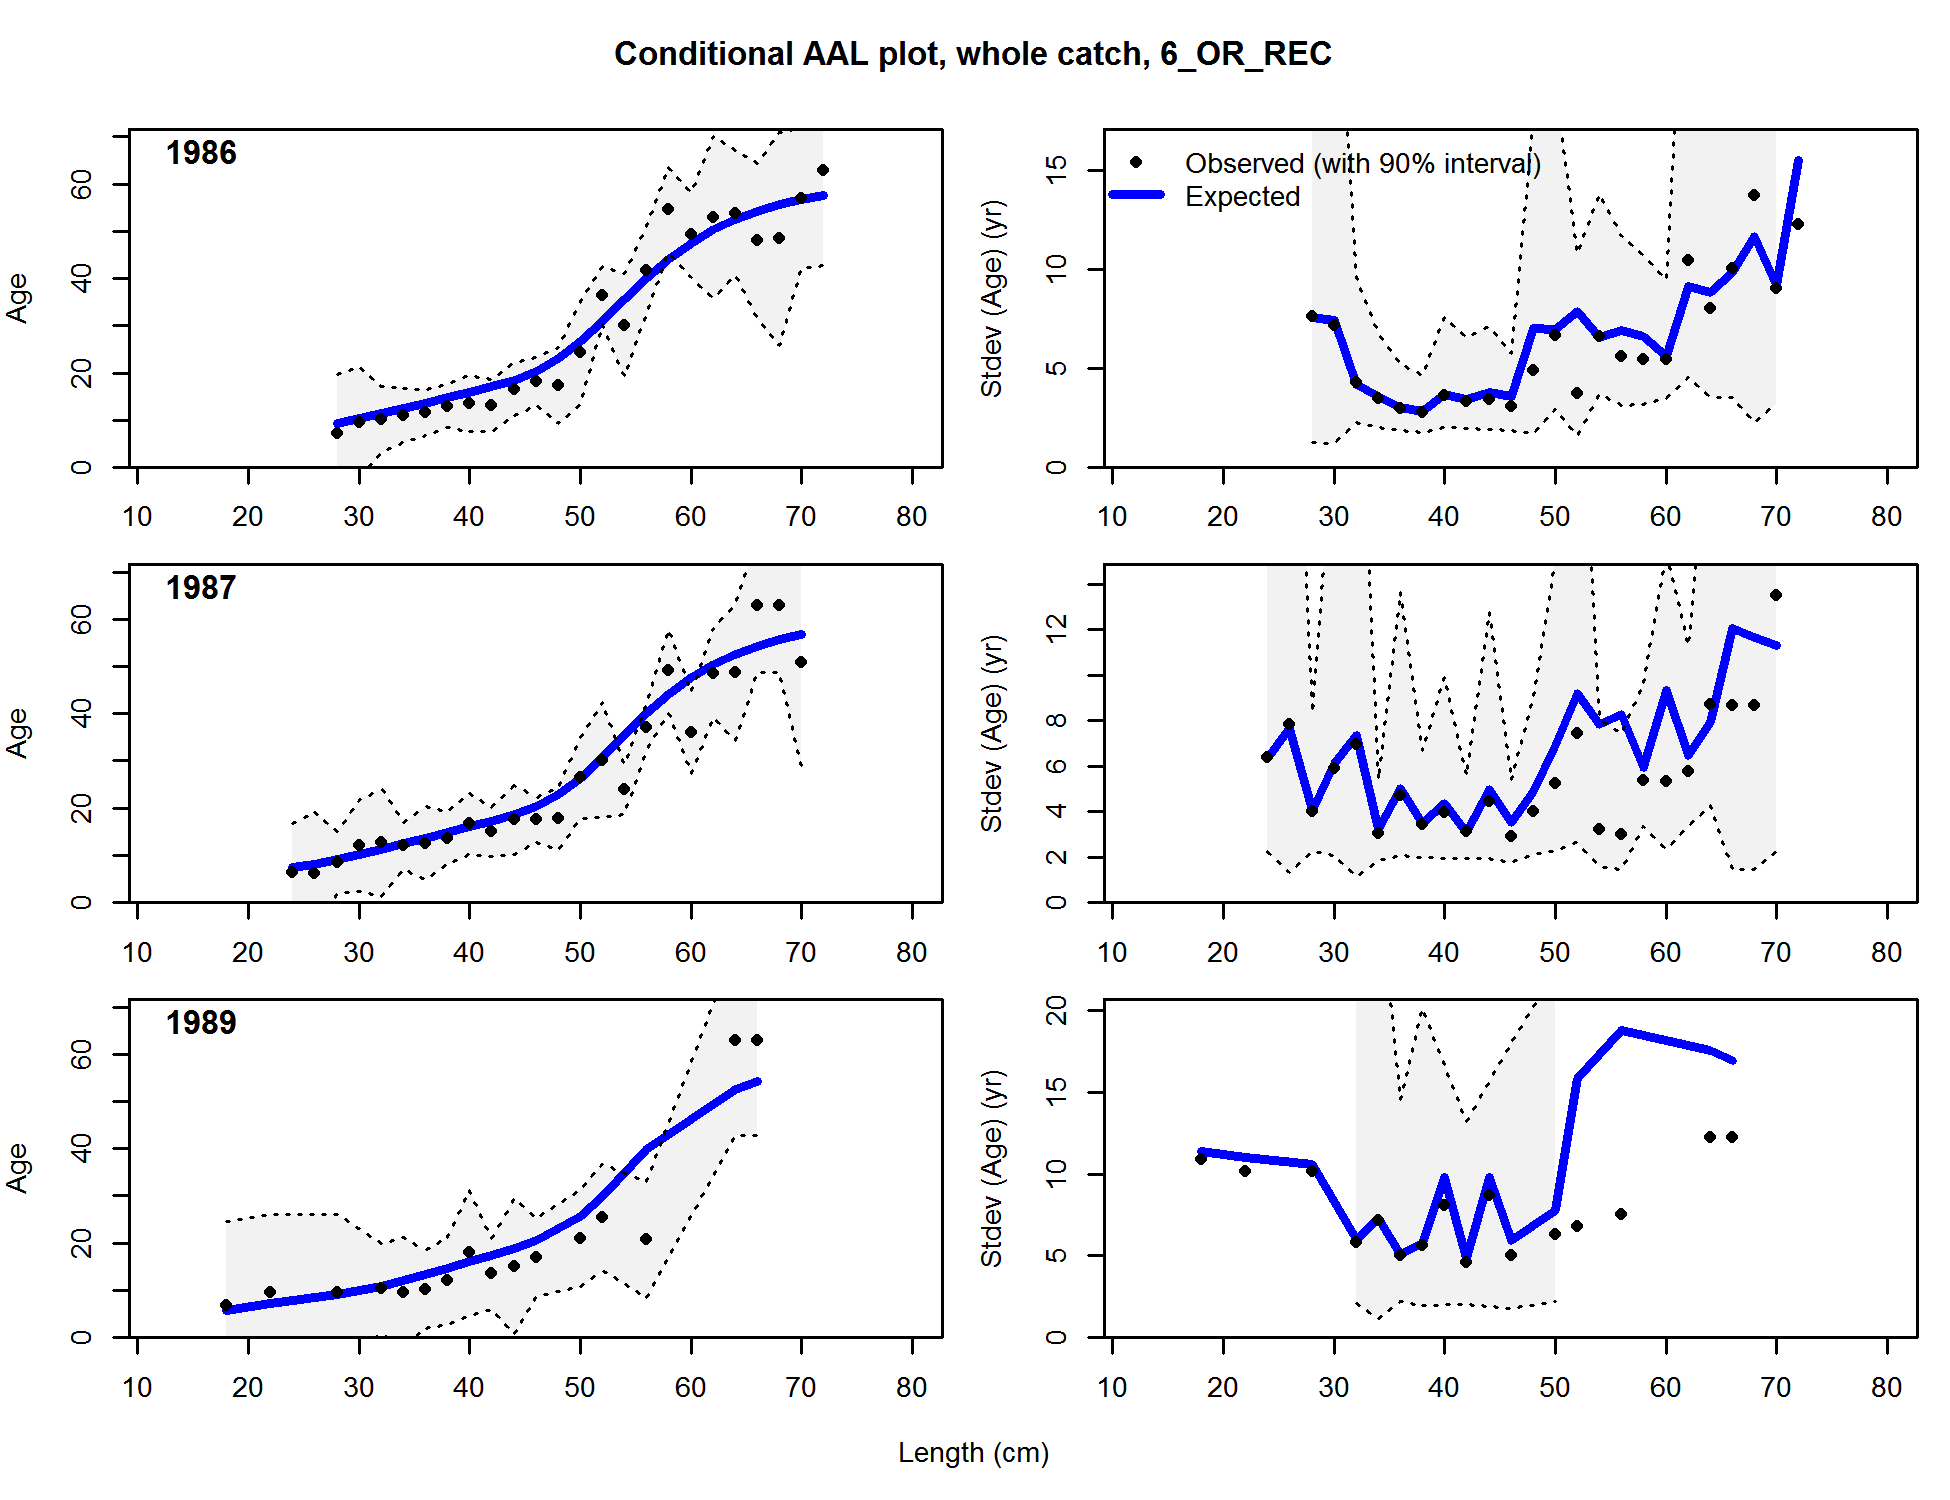 Conditional AAL plot, whole catch, 6_OR_REC
1986
Age
0 20 40 60
10 20 30 40 50 60 70 80
Observed (with 90% interval)
Expected
Stdev (Age) (yr)
0 5 10 15
10 20 30 40 50 60 70 80
1987
Age
0 20 40 60
10 20 30 40 50 60 70 80
Stdev (Age) (yr)
0 2 4 6 8 12
10 20 30 40 50 60 70 80
1989
Age
0 20 40 60
10 20 30 40 50 60 70 80
Stdev (Age) (yr)
0 5 10 15 20
10 20 30 40 50 60 70 80
Length (cm)